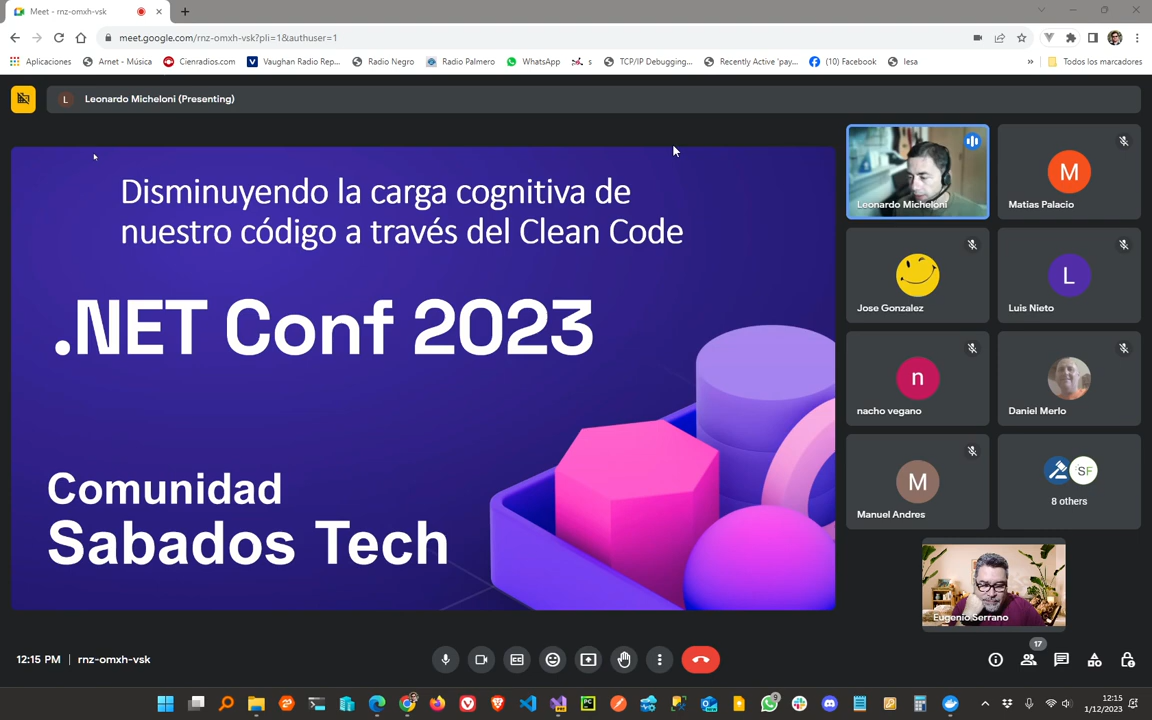 Meet - rnz-omxh-vsk
meet.google.com/rnz-omxh-vsk?pli=1&authuser=1
Aplicaciones
Arnet - Música
Cienradios.com
Vaughan Radio Rep...
Radio Negro
Radio Palmero
WhatsApp
s
TCP/IP Debugging...
Recently Active 'pay...
(10) Facebook
Iesa
»
Todos los marcadores
L
Leonardo Micheloni (Presenting)
Disminuyendo la carga cognitiva de
nuestro código a través del Clean Code
.NET Conf 2023
Comunidad
Sabados Tech
Leonardo Micheloni
M
Matias Palacio
Jose Gonzalez
L
Luis Nieto
n
nacho vegano
Daniel Merlo
M
Manuel Andres
SF
8 others
Eugenio Serrano
12:15 PM | rnz-omxh-vsk
17
9
12:15
1/12/2023